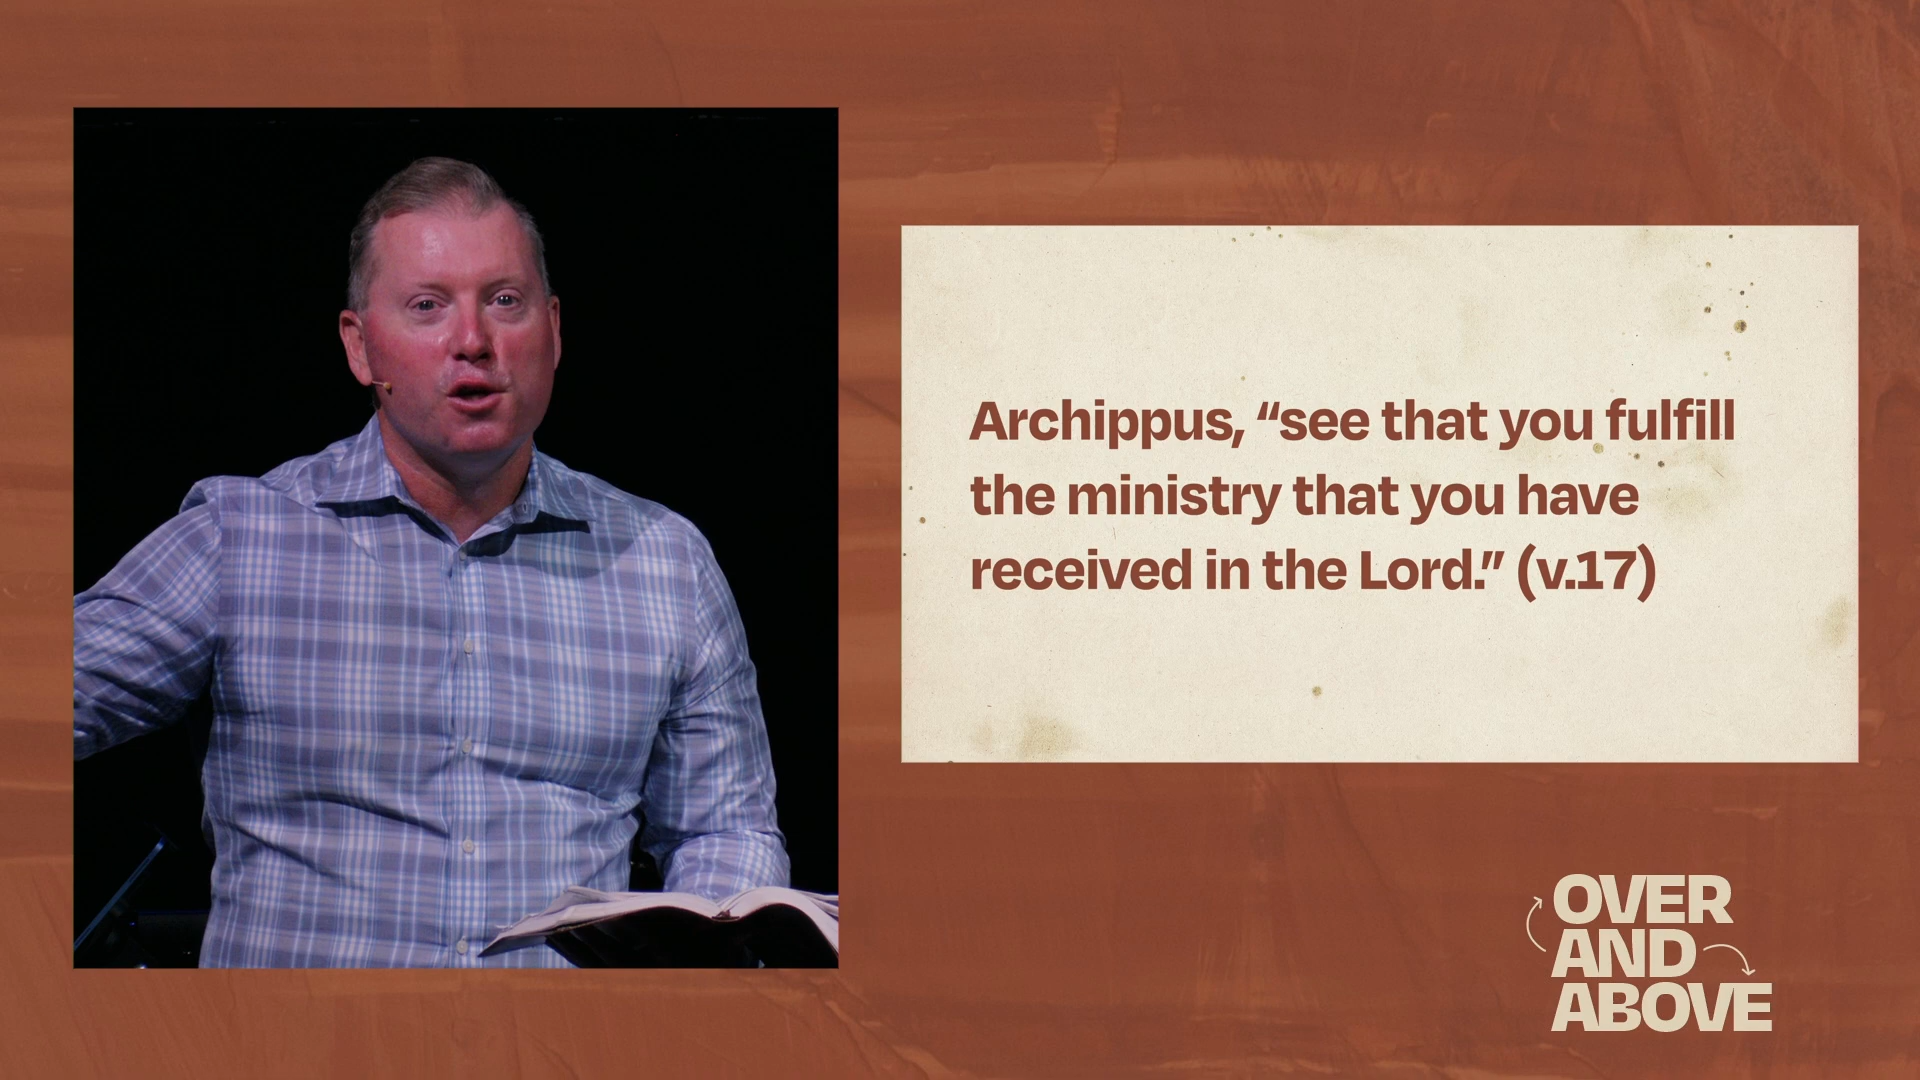 Archippus, “see that you fulfill
the ministry that you have
received in the Lord.” (v.17)
OVER
AND
ABOVE